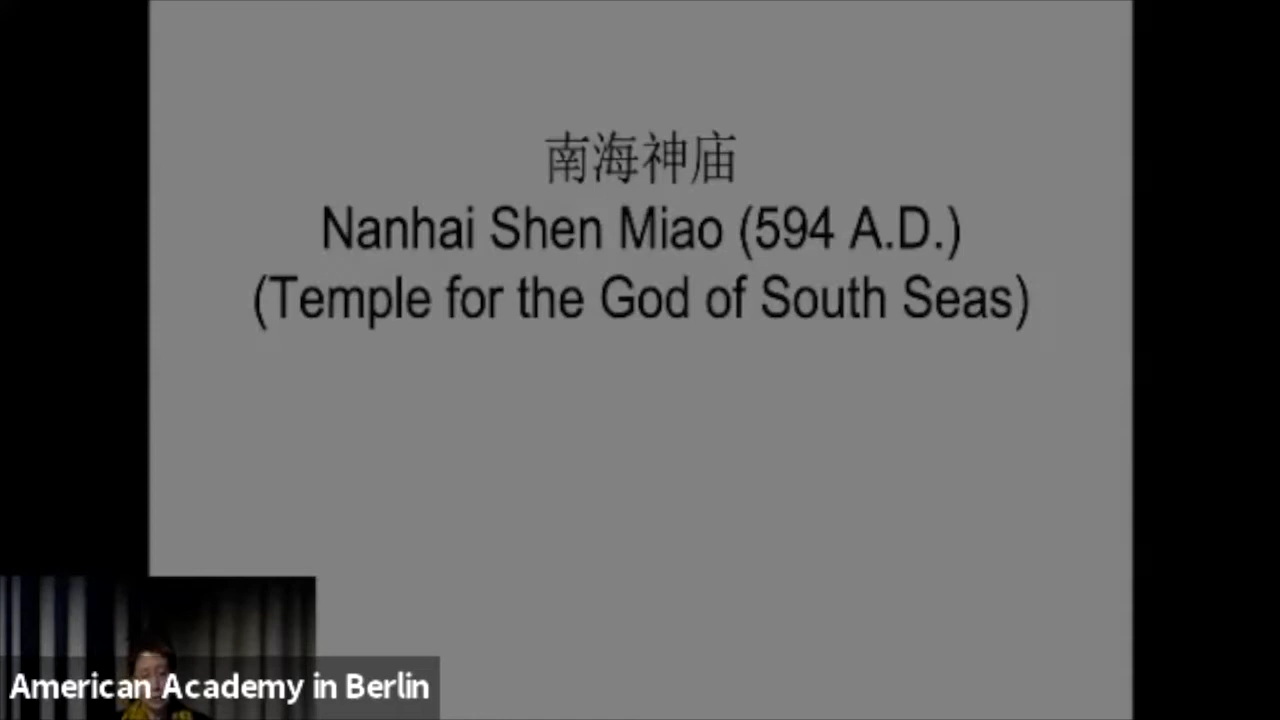 南海神庙
Nanhai Shen Miao (594 A.D.)
(Temple for the God of South Seas)
American Academy in Berlin